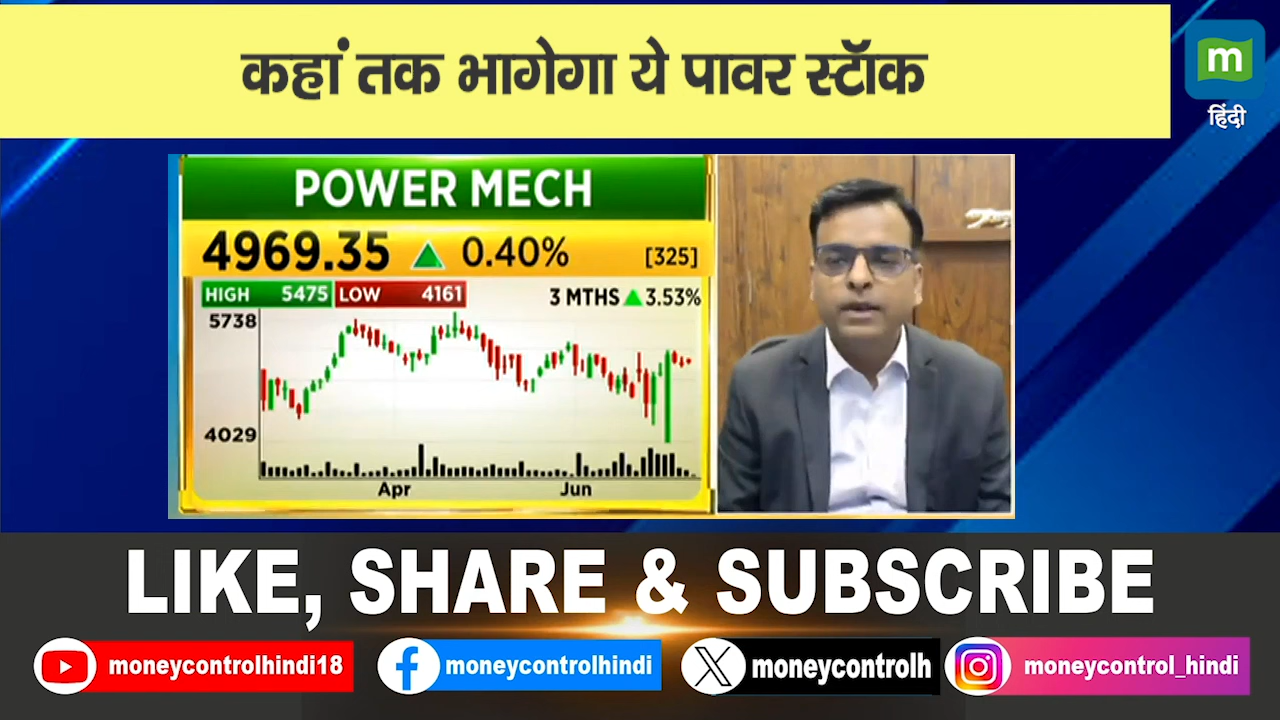 कहां तक भागेगा ये पावर स्टॉक
m
हिंदी
POWER MECH
4969.35 ▲ 0.40% [325]
HIGH 5475 LOW 4161 3 MTHS ▲ 3.53%
5738
4029
Apr Jun
LIKE, SHARE & SUBSCRIBE
moneycontrolhindi18 moneycontrolhindi moneycontrolh moneycontrol_hindi